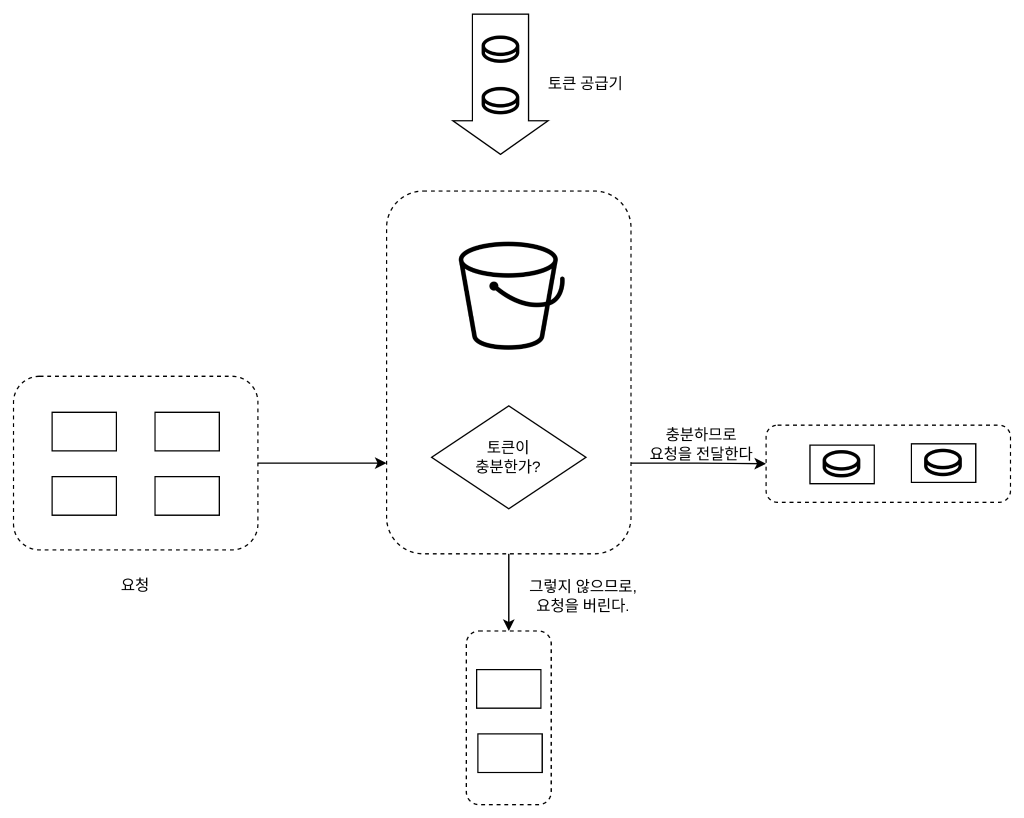 토큰 공급기
토큰이
충분한가?
충분하므로
요청을 전달한다
요청
그렇지 않으므로,
요청을 버린다.